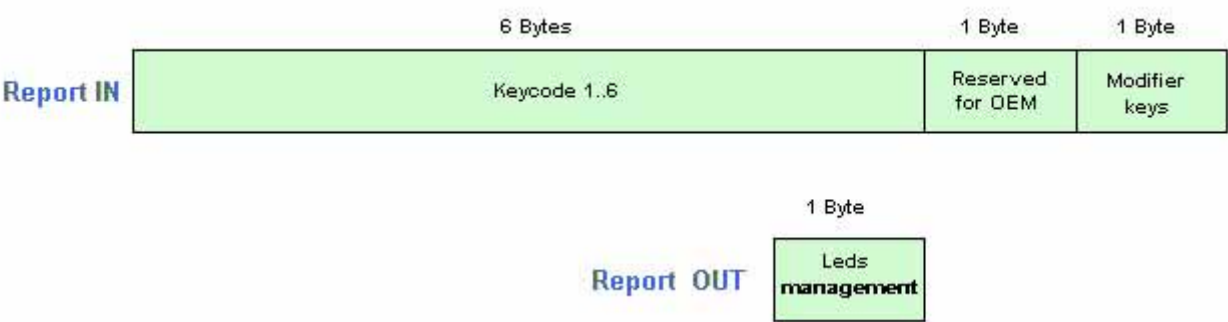 6 Bytes 1 Byte 1 Byte
Report IN
Keycode 1..6
Reserved
for OEM
Modifier
keys
1 Byte
Report OUT
Leds
management